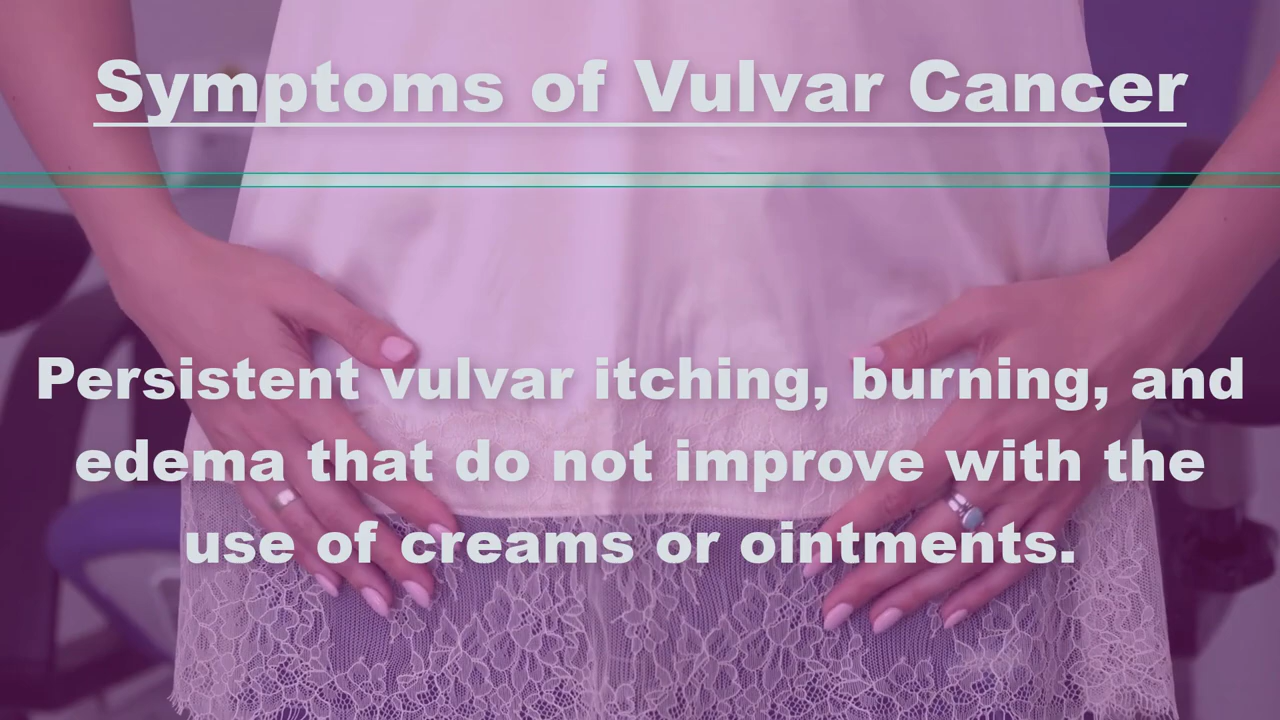 Symptoms of Vulvar Cancer
Persistent vulvar itching, burning, and
edema that do not improve with the
use of creams or ointments.